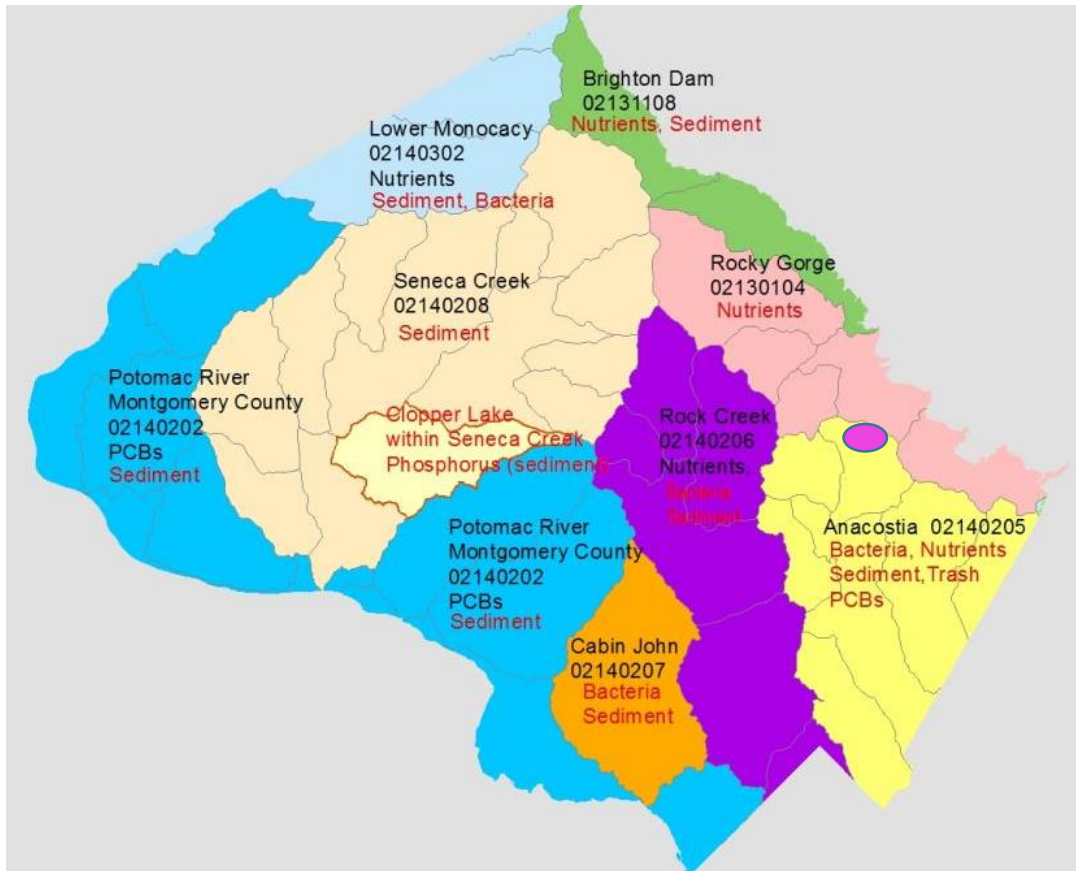 Brighton Dam
02131108
Nutrients, Sediment
Lower Monocacy
02140302
Nutrients
Sediment, Bacteria
Rocky Gorge
02130104
Nutrients
Seneca Creek
02140208
Sediment
Potomac River
Montgomery County
02140202
PCBs
Sediment
Clopper Lake
within Seneca Creek
Phosphorus (sediment)
Rock Creek
02140206
Nutrients.
Bacteria
Sediment
Potomac River
Montgomery County
02140202
PCBs
Sediment
Anacostia 02140205
Bacteria, Nutrients
Sediment,Trash
PCBs
Cabin John
02140207
Bacteria
Sediment